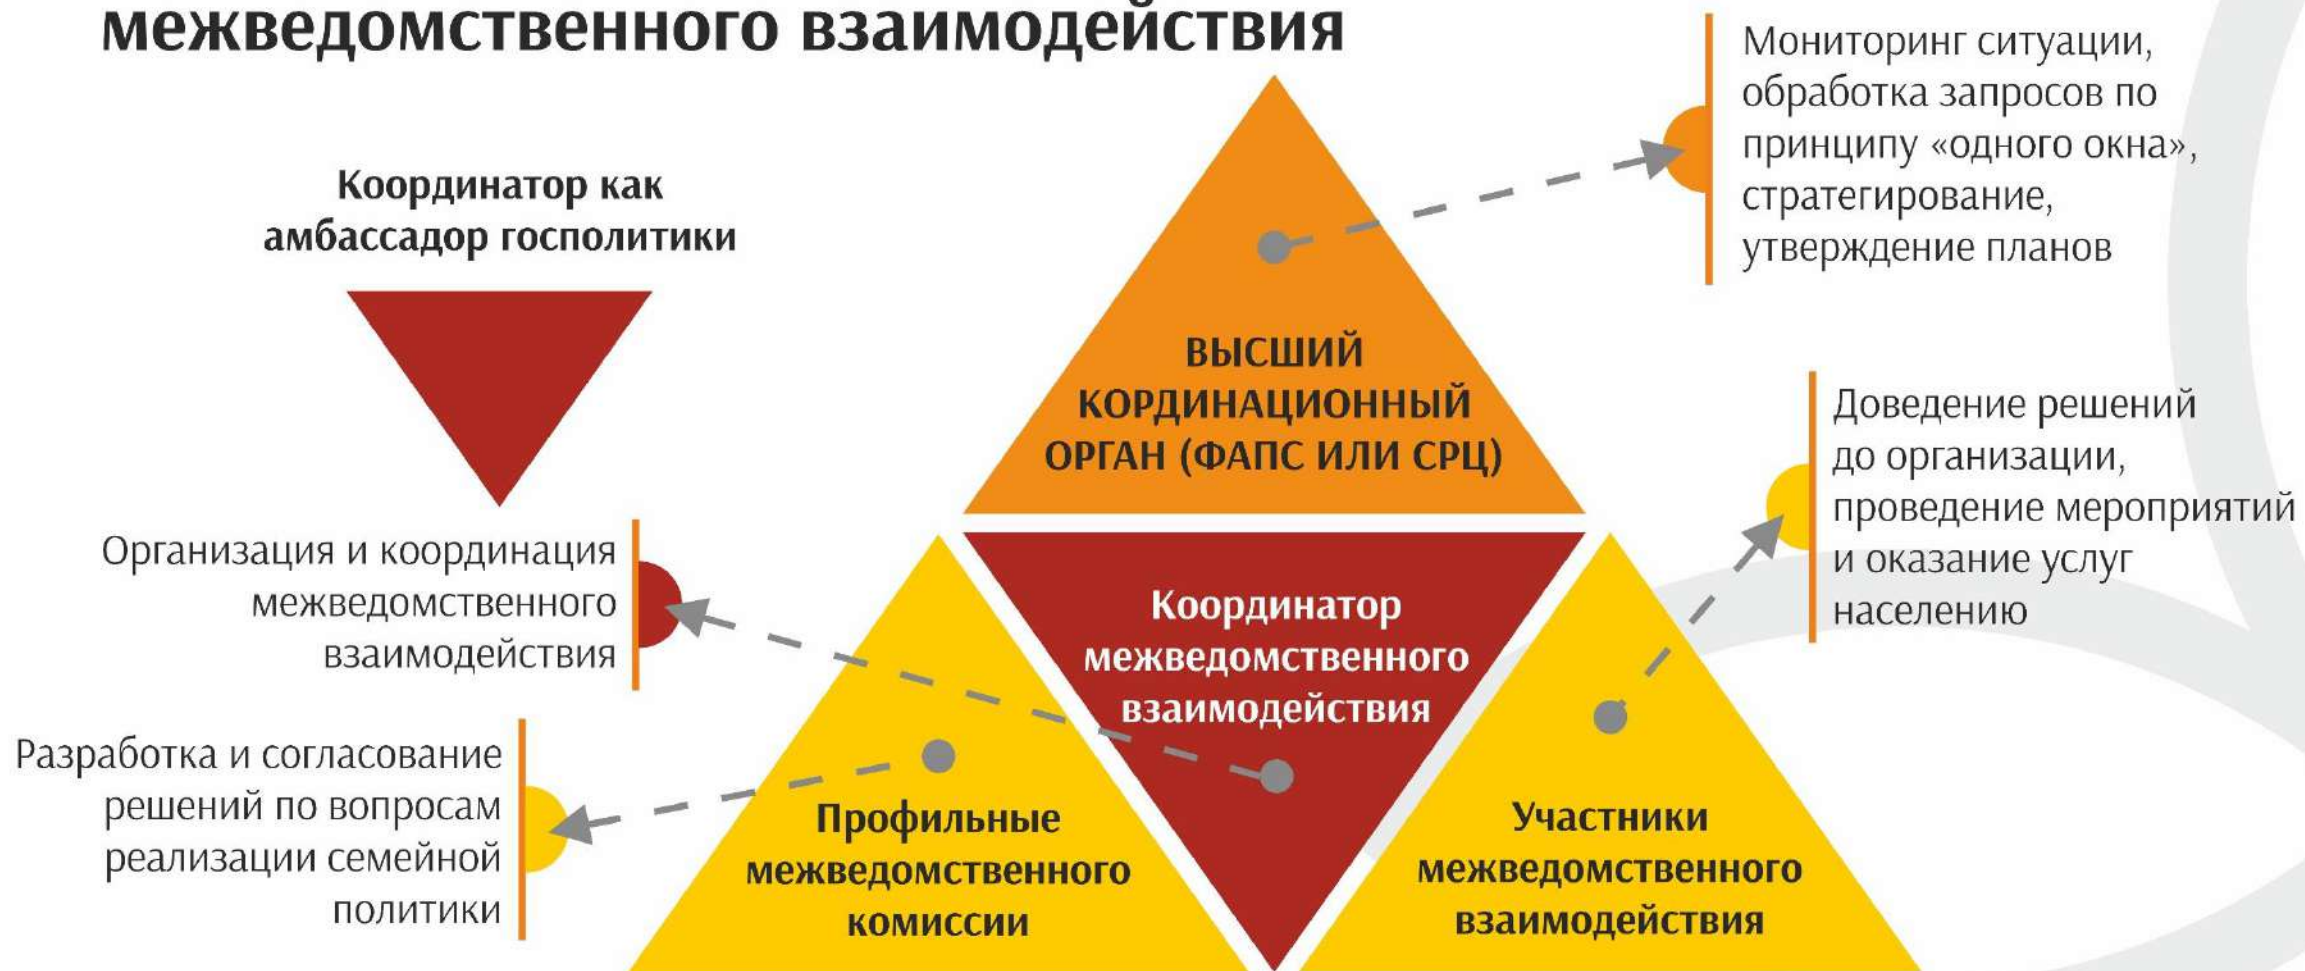 межведомственного взаимодействия
Координатор как
амбассадор госполитики
Мониторинг ситуации,
обработка запросов по
принципу «одного окна»,
стратегирование,
утверждение планов
ВЫСШИЙ
КОРДИНАЦИОННЫЙ
ОРГАН (ФАПС ИЛИ СРЦ)
Доведение решений
до организации,
проведение мероприятий
и оказание услуг
населению
Организация и координация
межведомственного
взаимодействия
Координатор
межведомственного
взаимодействия
Разработка и согласование
решений по вопросам
реализации семейной
политики
Профильные
межведомственного
комиссии
Участники
межведомственного
взаимодействия